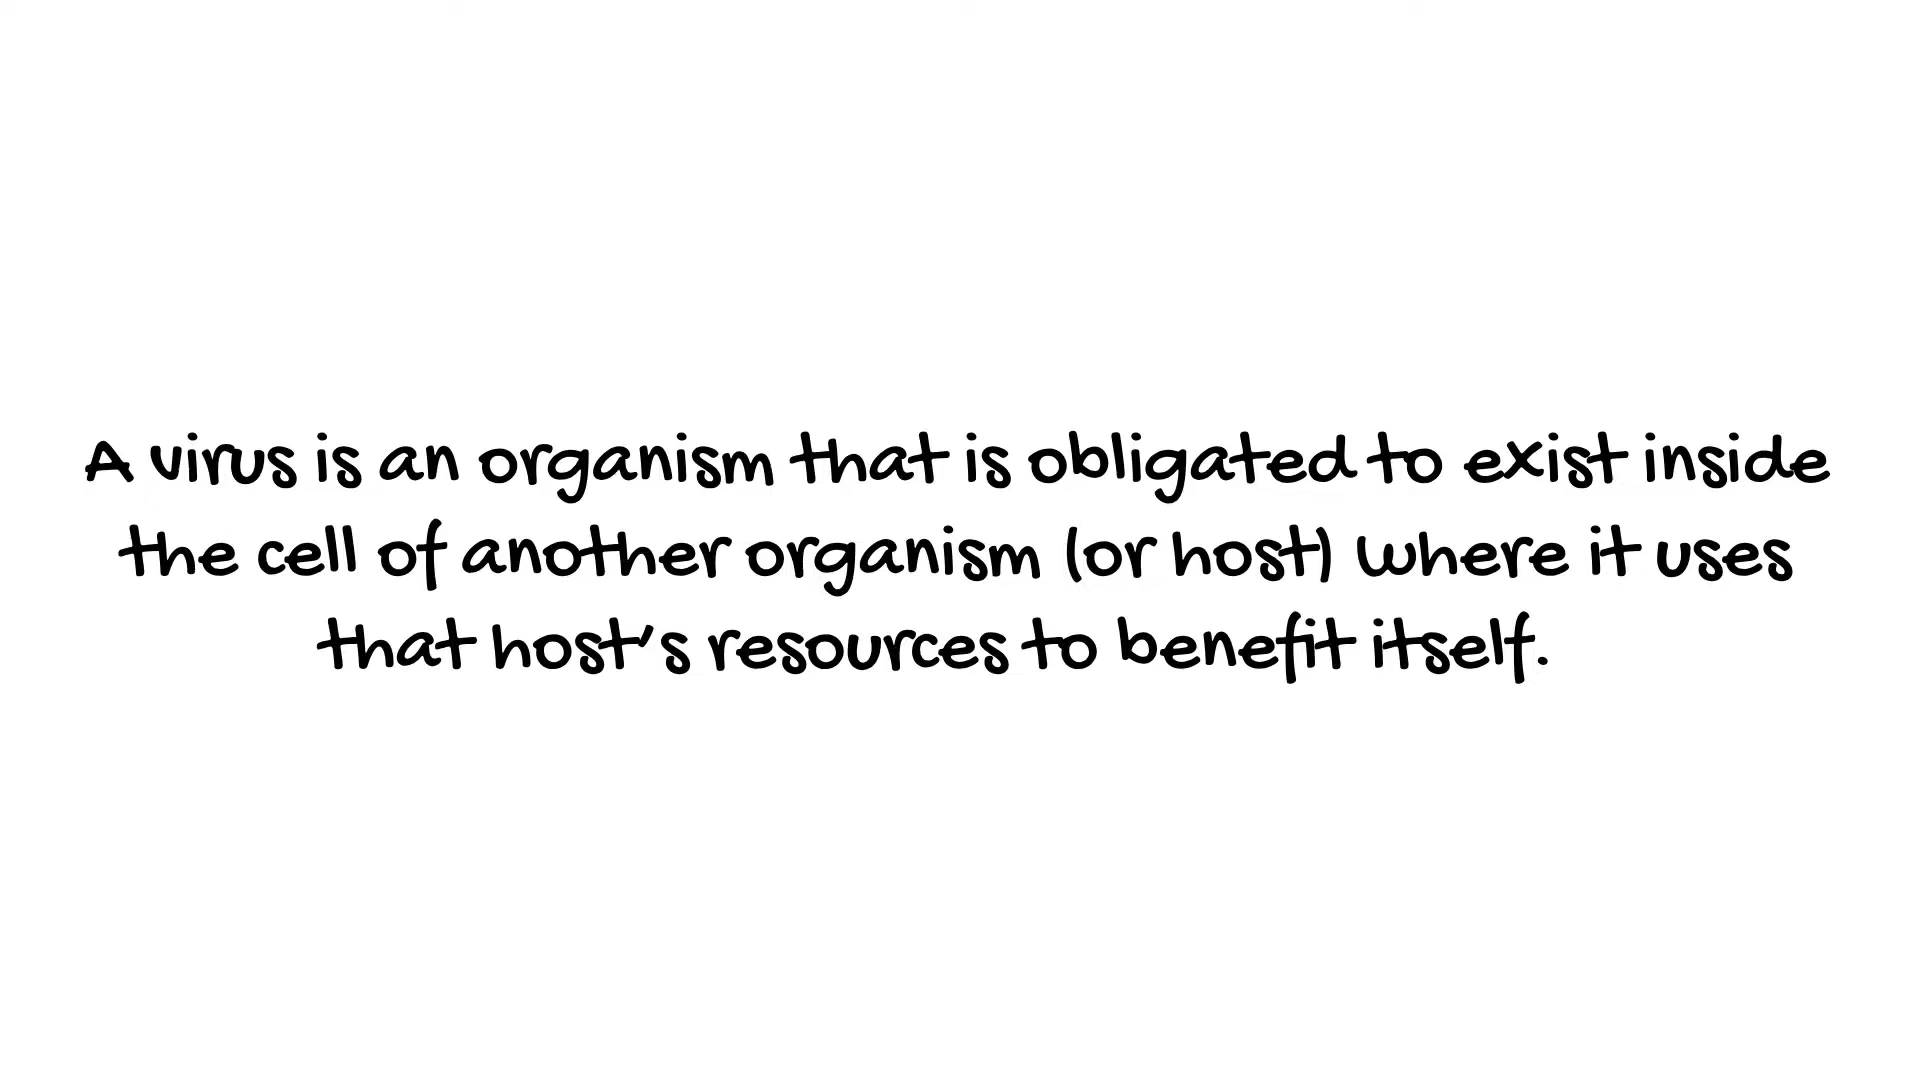 A virus is an organism that is obligated to exist inside
the cell of another organism (or host) where it uses
that host's resources to benefit itself.